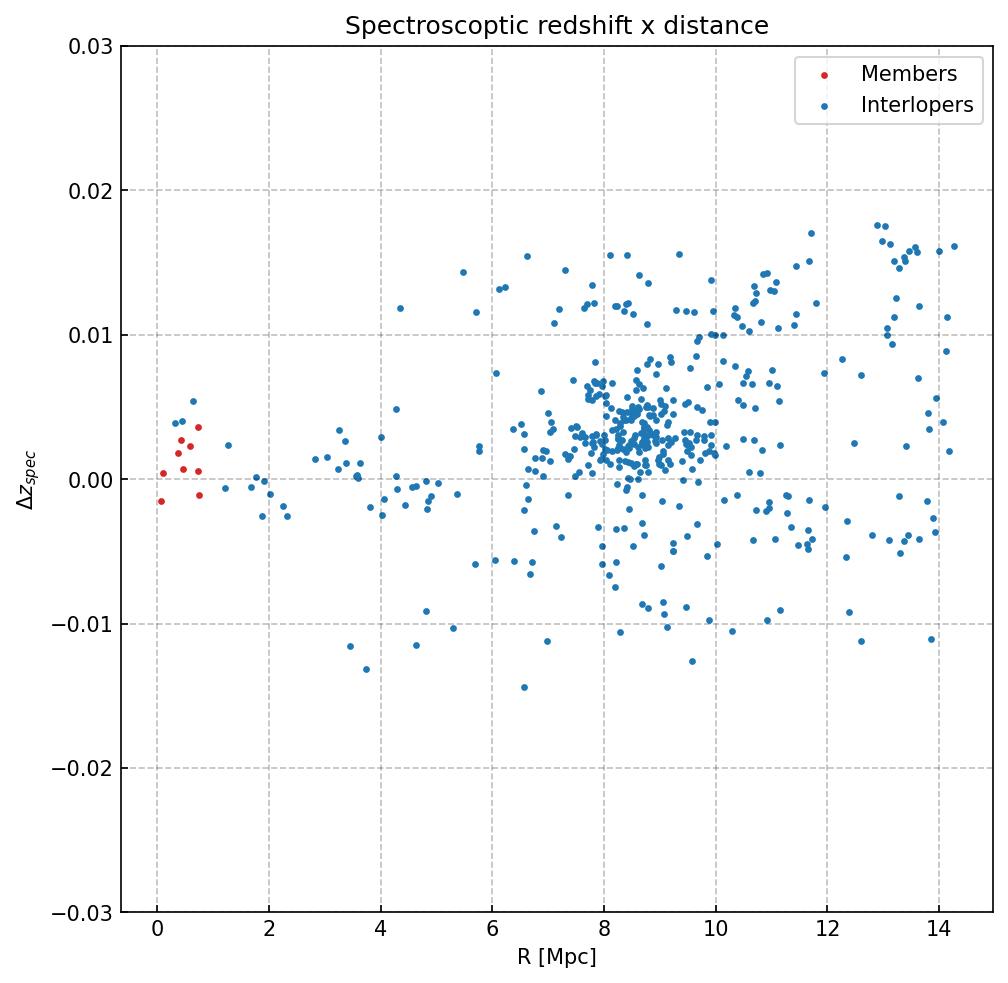 Spectroscoptic redshift x distance
Members
Interlopers
0.03
0.02
0.01
0.00
−0.01
−0.02
−0.03
Δz_spec
0 2 4 6 8 10 12 14
R [Mpc]